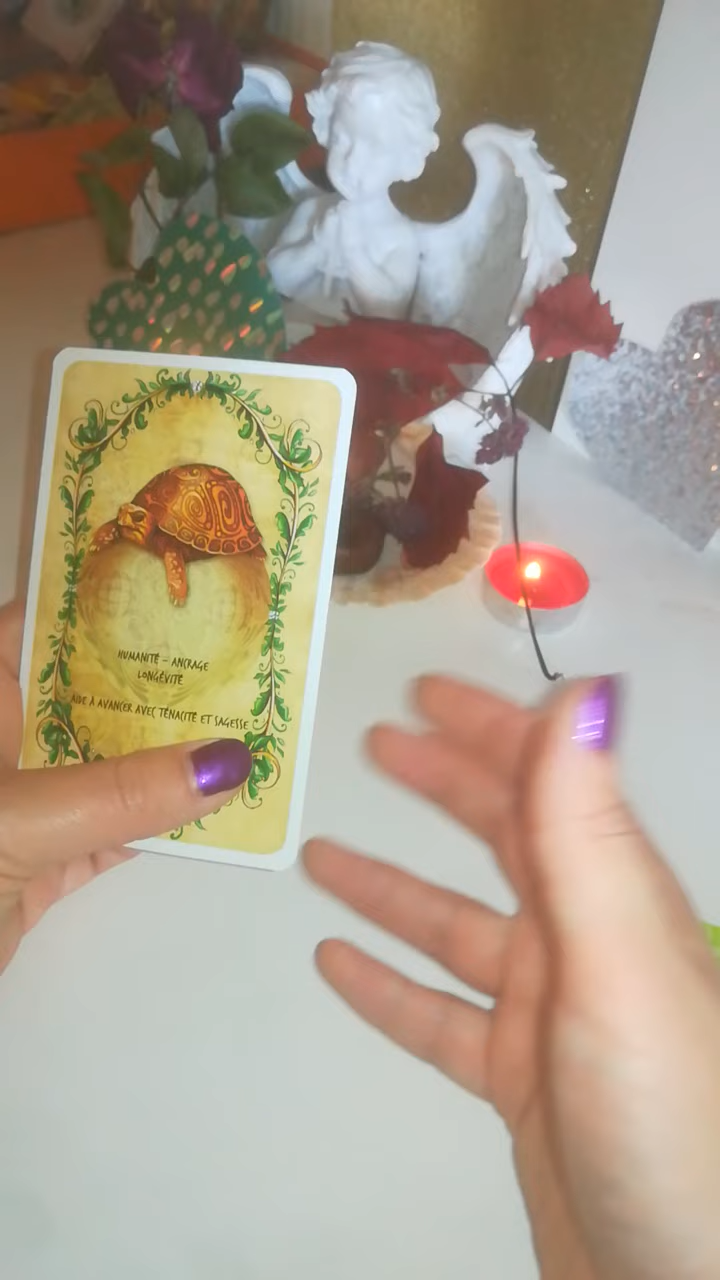 HUMANITÉ - ANCRAGE
LONGÉVITÉ
AIDE À AVANCER AVEC TÉNACITÉ ET SAGESSE